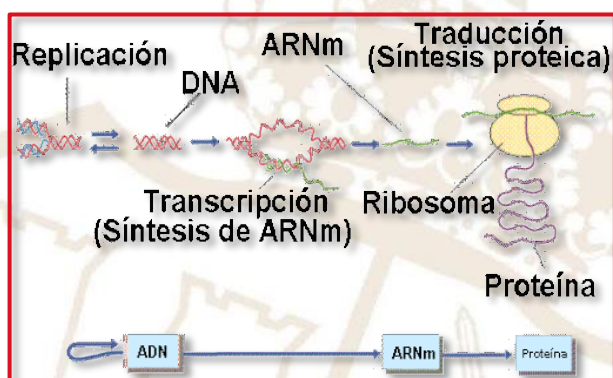 Replicación
DNA
ARNm
Traducción
(Síntesis proteica)
Transcripción
(Síntesis de ARNm)
Ribosoma
Proteína
ADN
ARNm
Proteína